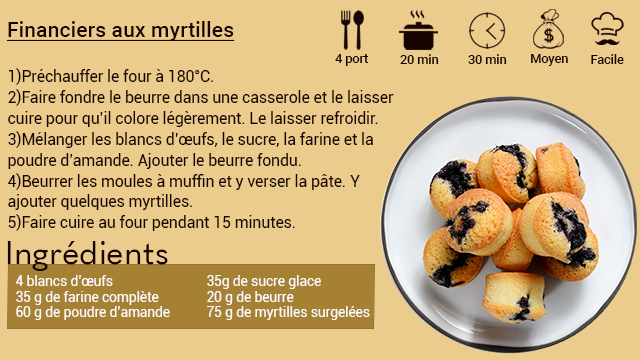 Financiers aux myrtilles
4 port
20 min
30 min
Moyen
Facile
1)Préchauffer le four à 180°C.
2)Faire fondre le beurre dans une casserole et le laisser
cuire pour qu'il colore légèrement. Le laisser refroidir.
3)Mélanger les blancs d'œufs, le sucre, la farine et la
poudre d'amande. Ajouter le beurre fondu.
4)Beurrer les moules à muffin et y verser la pâte. Y
ajouter quelques myrtilles.
5)Faire cuire au four pendant 15 minutes.
Ingrédients
4 blancs d'œufs
35 g de farine complète
60 g de poudre d'amande
35g de sucre glace
20 g de beurre
75 g de myrtilles surgelées